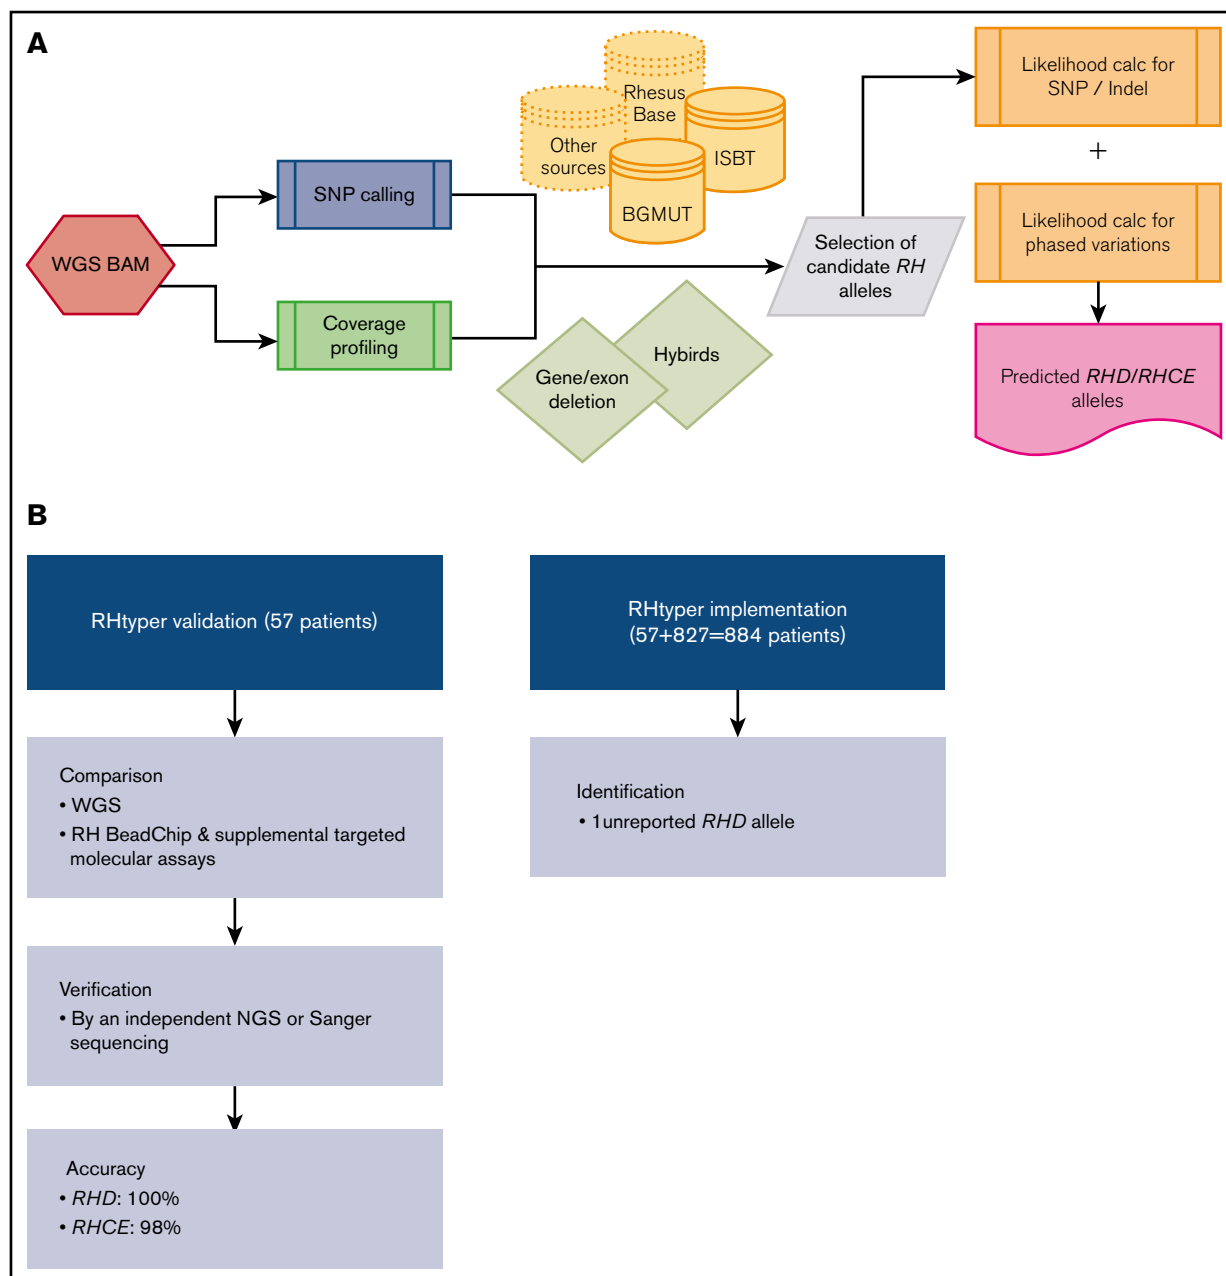 A
WGS BAM
SNP calling
Coverage
profiling
Rhesus
Base
Other
sources
ISBT
BGMUT
Gene/exon
deletion
Hybirds
Selection of
candidate RH
alleles
Likelihood calc for
SNP / Indel
+
Likelihood calc for
phased variations
Predicted RHD/RHCE
alleles
B
RHtyper validation (57 patients)
Comparison
• WGS
• RH BeadChip & supplemental targeted
molecular assays
Verification
• By an independent NGS or Sanger
sequencing
Accuracy
• RHD: 100%
• RHCE: 98%
RHtyper implementation
(57+827=884 patients)
Identification
• 1unreported RHD allele